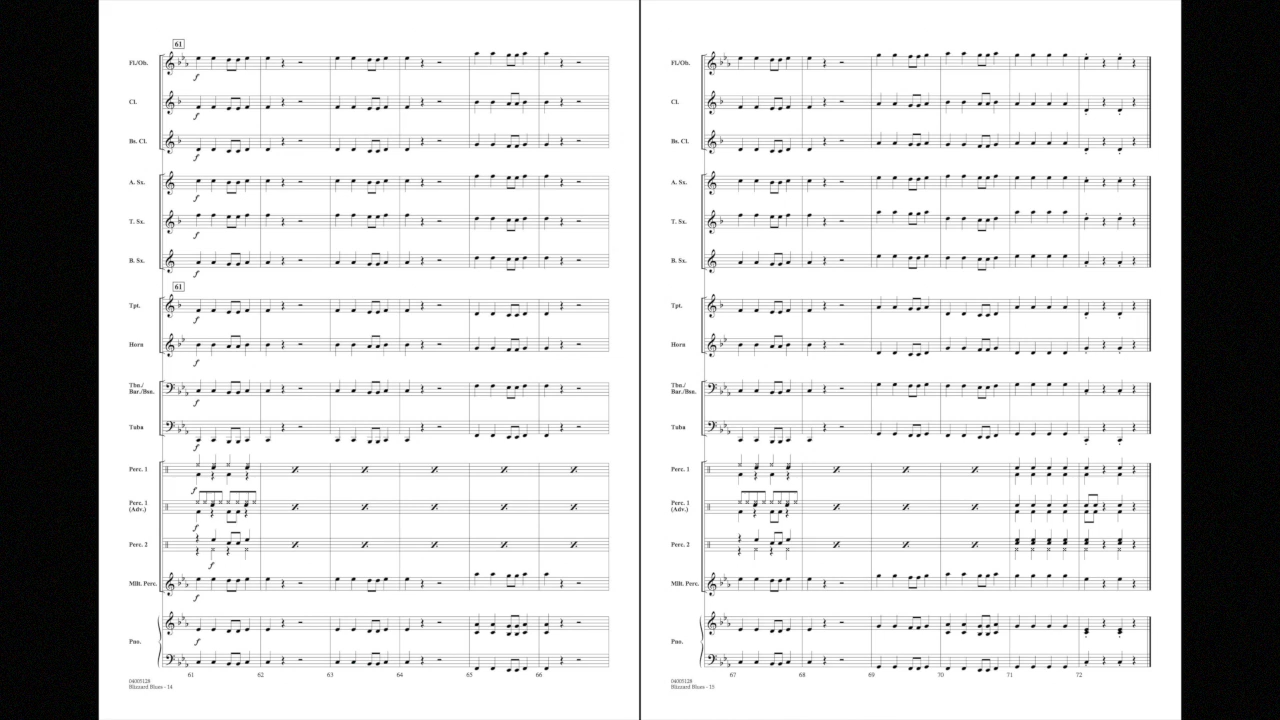 61
Fl./Ob.
f
Cl.
f
Bs. Cl.
f
A. Sx.
f
T. Sx.
f
B. Sx.
f
61
Tpt.
f
Horn
f
Tbn./
Bar./Bsn.
f
Tuba
f
Perc. 1
f
Perc. 1
(Adv.)
f
Perc. 2
f
Mlt. Perc.
f
Pno.
f
61 62 63 64 65 66
04005128
Blizzard Blues - 14
Fl./Ob.
Cl.
Bs. Cl.
A. Sx.
T. Sx.
B. Sx.
Tpt.
Horn
Tbn./
Bar./Bsn.
Tuba
Perc. 1
Perc. 1
(Adv.)
Perc. 2
Mlt. Perc.
Pno.
67 68 69 70 71 72
04005128
Blizzard Blues - 15